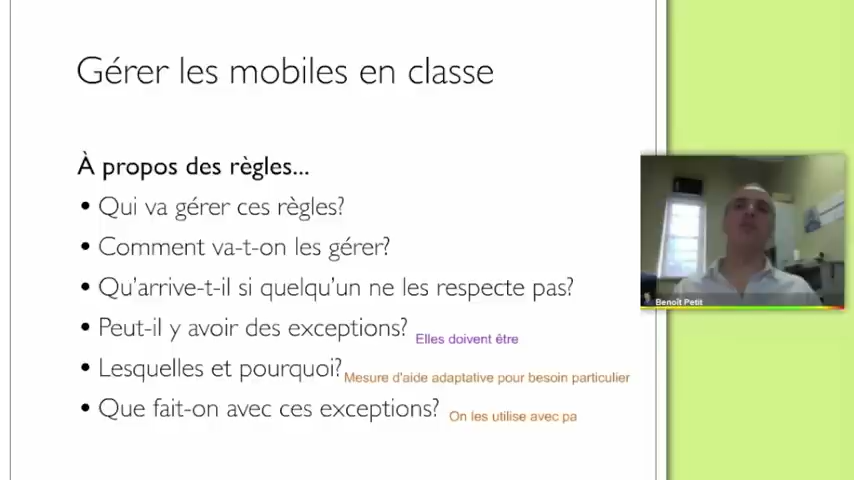 Gérer les mobiles en classe
À propos des règles...
• Qui va gérer ces règles?
• Comment va-t-on les gérer?
• Qu'arrive-t-il si quelqu'un ne les respecte pas?
• Peut-il y avoir des exceptions? Elles doivent être
• Lesquelles et pourquoi? Mesure d'aide adaptative pour besoin particulier
• Que fait-on avec ces exceptions? On les utilise avec pa
Benoît Petit